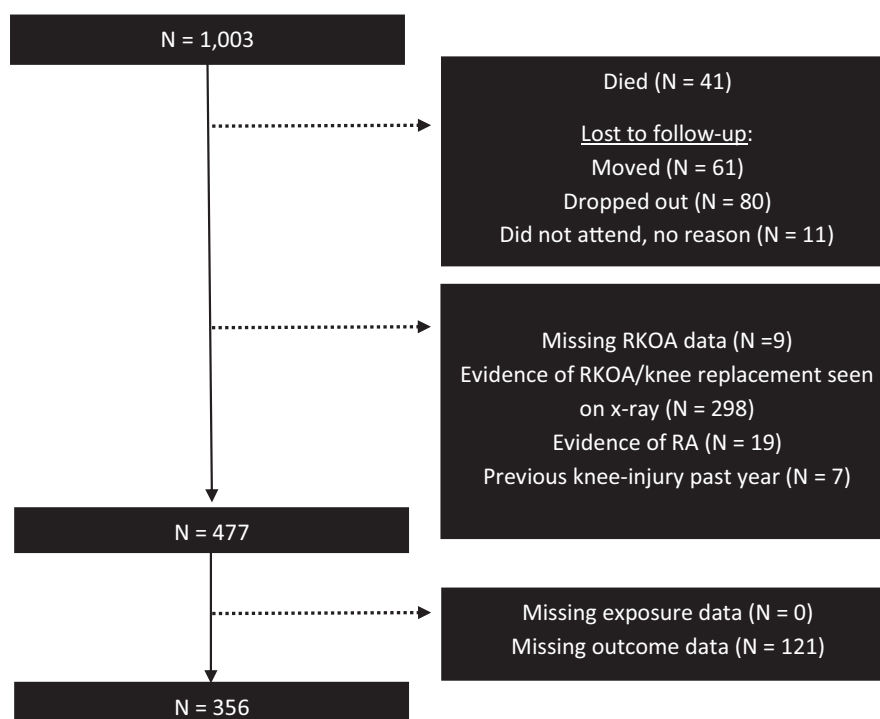 N = 1,003
Died (N = 41)
Lost to follow-up:
Moved (N = 61)
Dropped out (N = 80)
Did not attend, no reason (N = 11)
Missing RKOA data (N =9)
Evidence of RKOA/knee replacement seen
on x-ray (N = 298)
Evidence of RA (N = 19)
Previous knee-injury past year (N = 7)
N = 477
Missing exposure data (N = 0)
Missing outcome data (N = 121)
N = 356